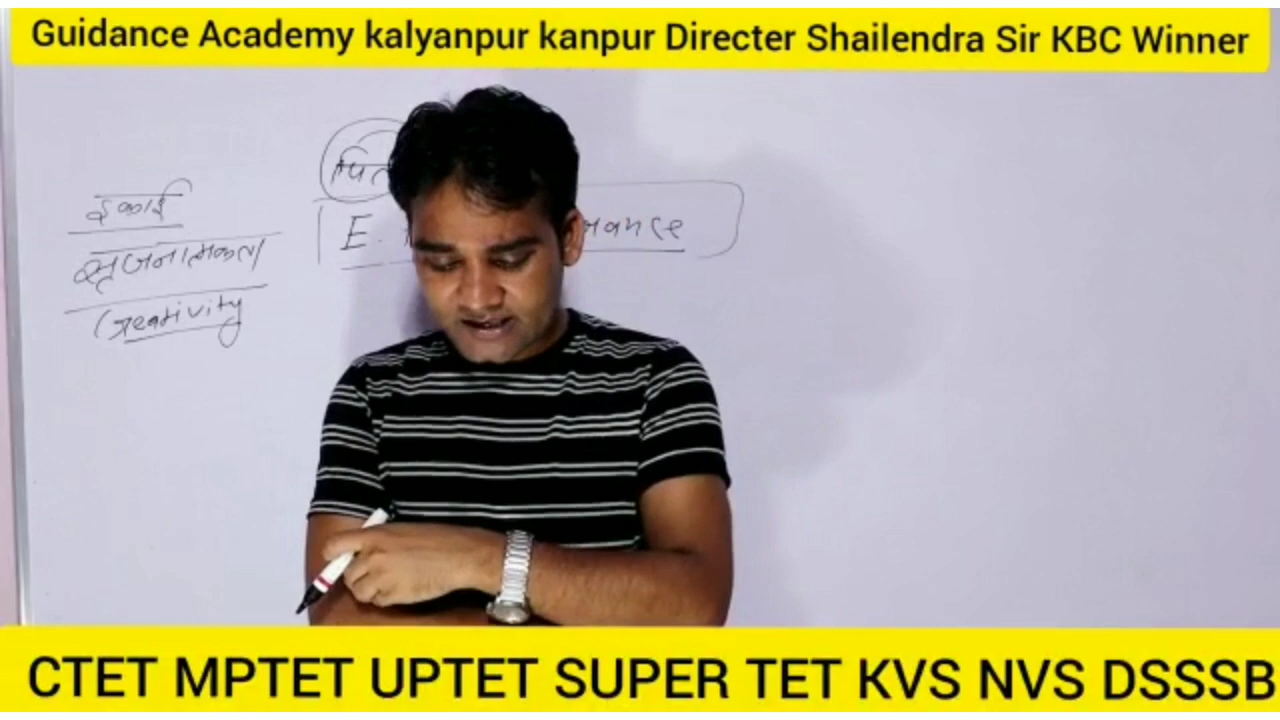 Guidance Academy kalyanpur kanpur Directer Shailendra Sir KBC Winner
इकाई
सृजनात्मकता
Creativity
E.
CTET MPTET UPTET SUPER TET KVS NVS DSSSB